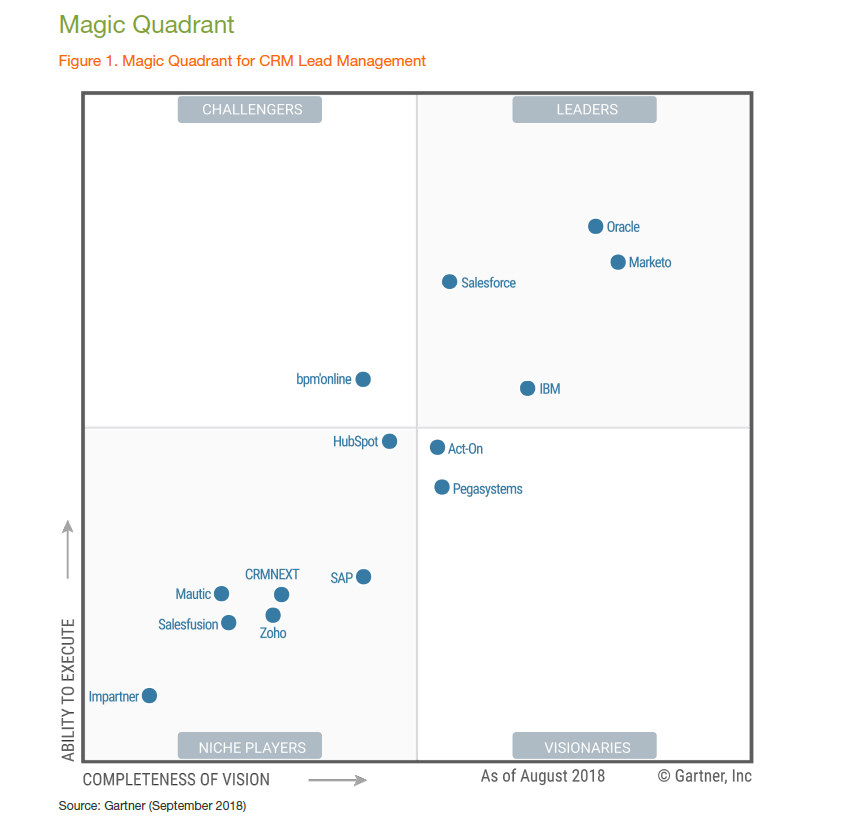 Magic Quadrant
Figure 1. Magic Quadrant for CRM Lead Management
CHALLENGERS
LEADERS
Oracle
Marketo
Salesforce
bpm'online
IBM
HubSpot
Act-On
Pegasystems
CRMNEXT
SAP
Mautic
Salesfusion
Zoho
Impartner
NICHE PLAYERS
VISIONARIES
ABILITY TO EXECUTE
COMPLETENESS OF VISION
As of August 2018
© Gartner, Inc
Source: Gartner (September 2018)